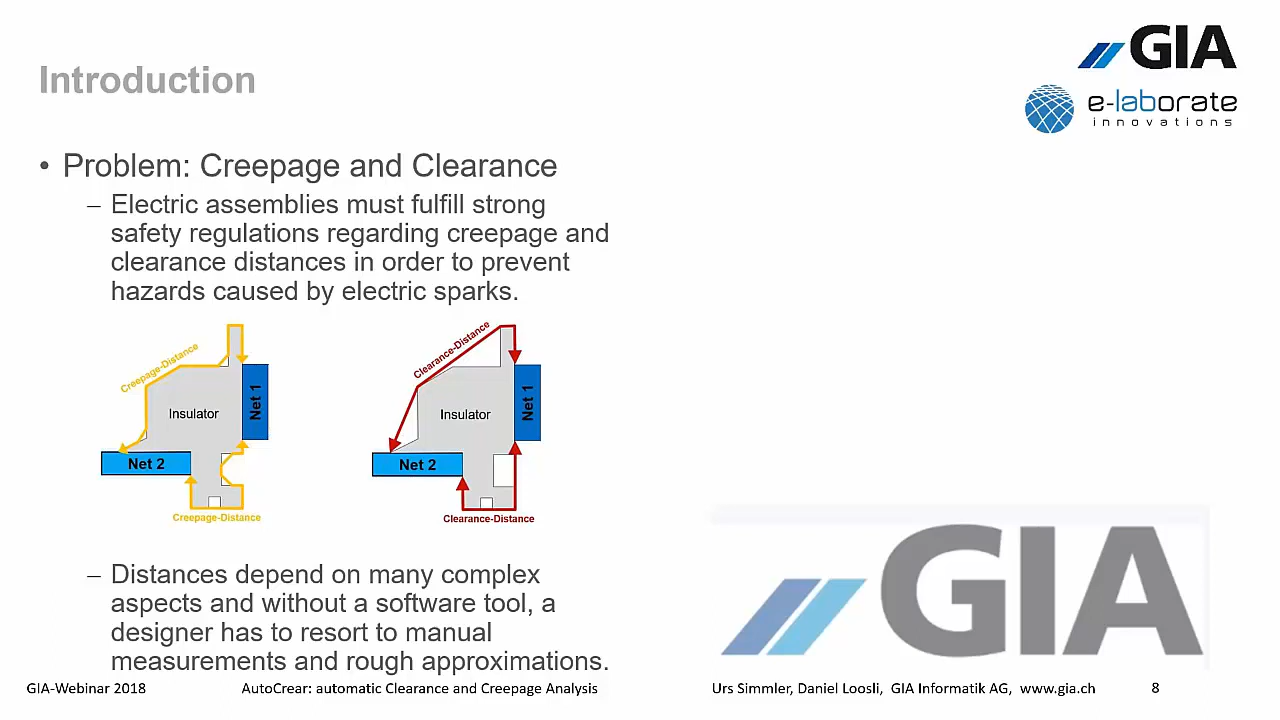 Introduction
GIA
e-laborate
innovations
• Problem: Creepage and Clearance
– Electric assemblies must fulfill strong
safety regulations regarding creepage and
clearance distances in order to prevent
hazards caused by electric sparks.
Creepage-Distance
Insulator
Net 1
Net 2
Creepage-Distance
Clearance-Distance
Insulator
Net 1
Net 2
Clearance-Distance
– Distances depend on many complex
aspects and without a software tool, a
designer has to resort to manual
measurements and rough approximations.
GIA
GIA-Webinar 2018 AutoCrear: automatic Clearance and Creepage Analysis Urs Simmler, Daniel Loosli, GIA Informatik AG, www.gia.ch 8